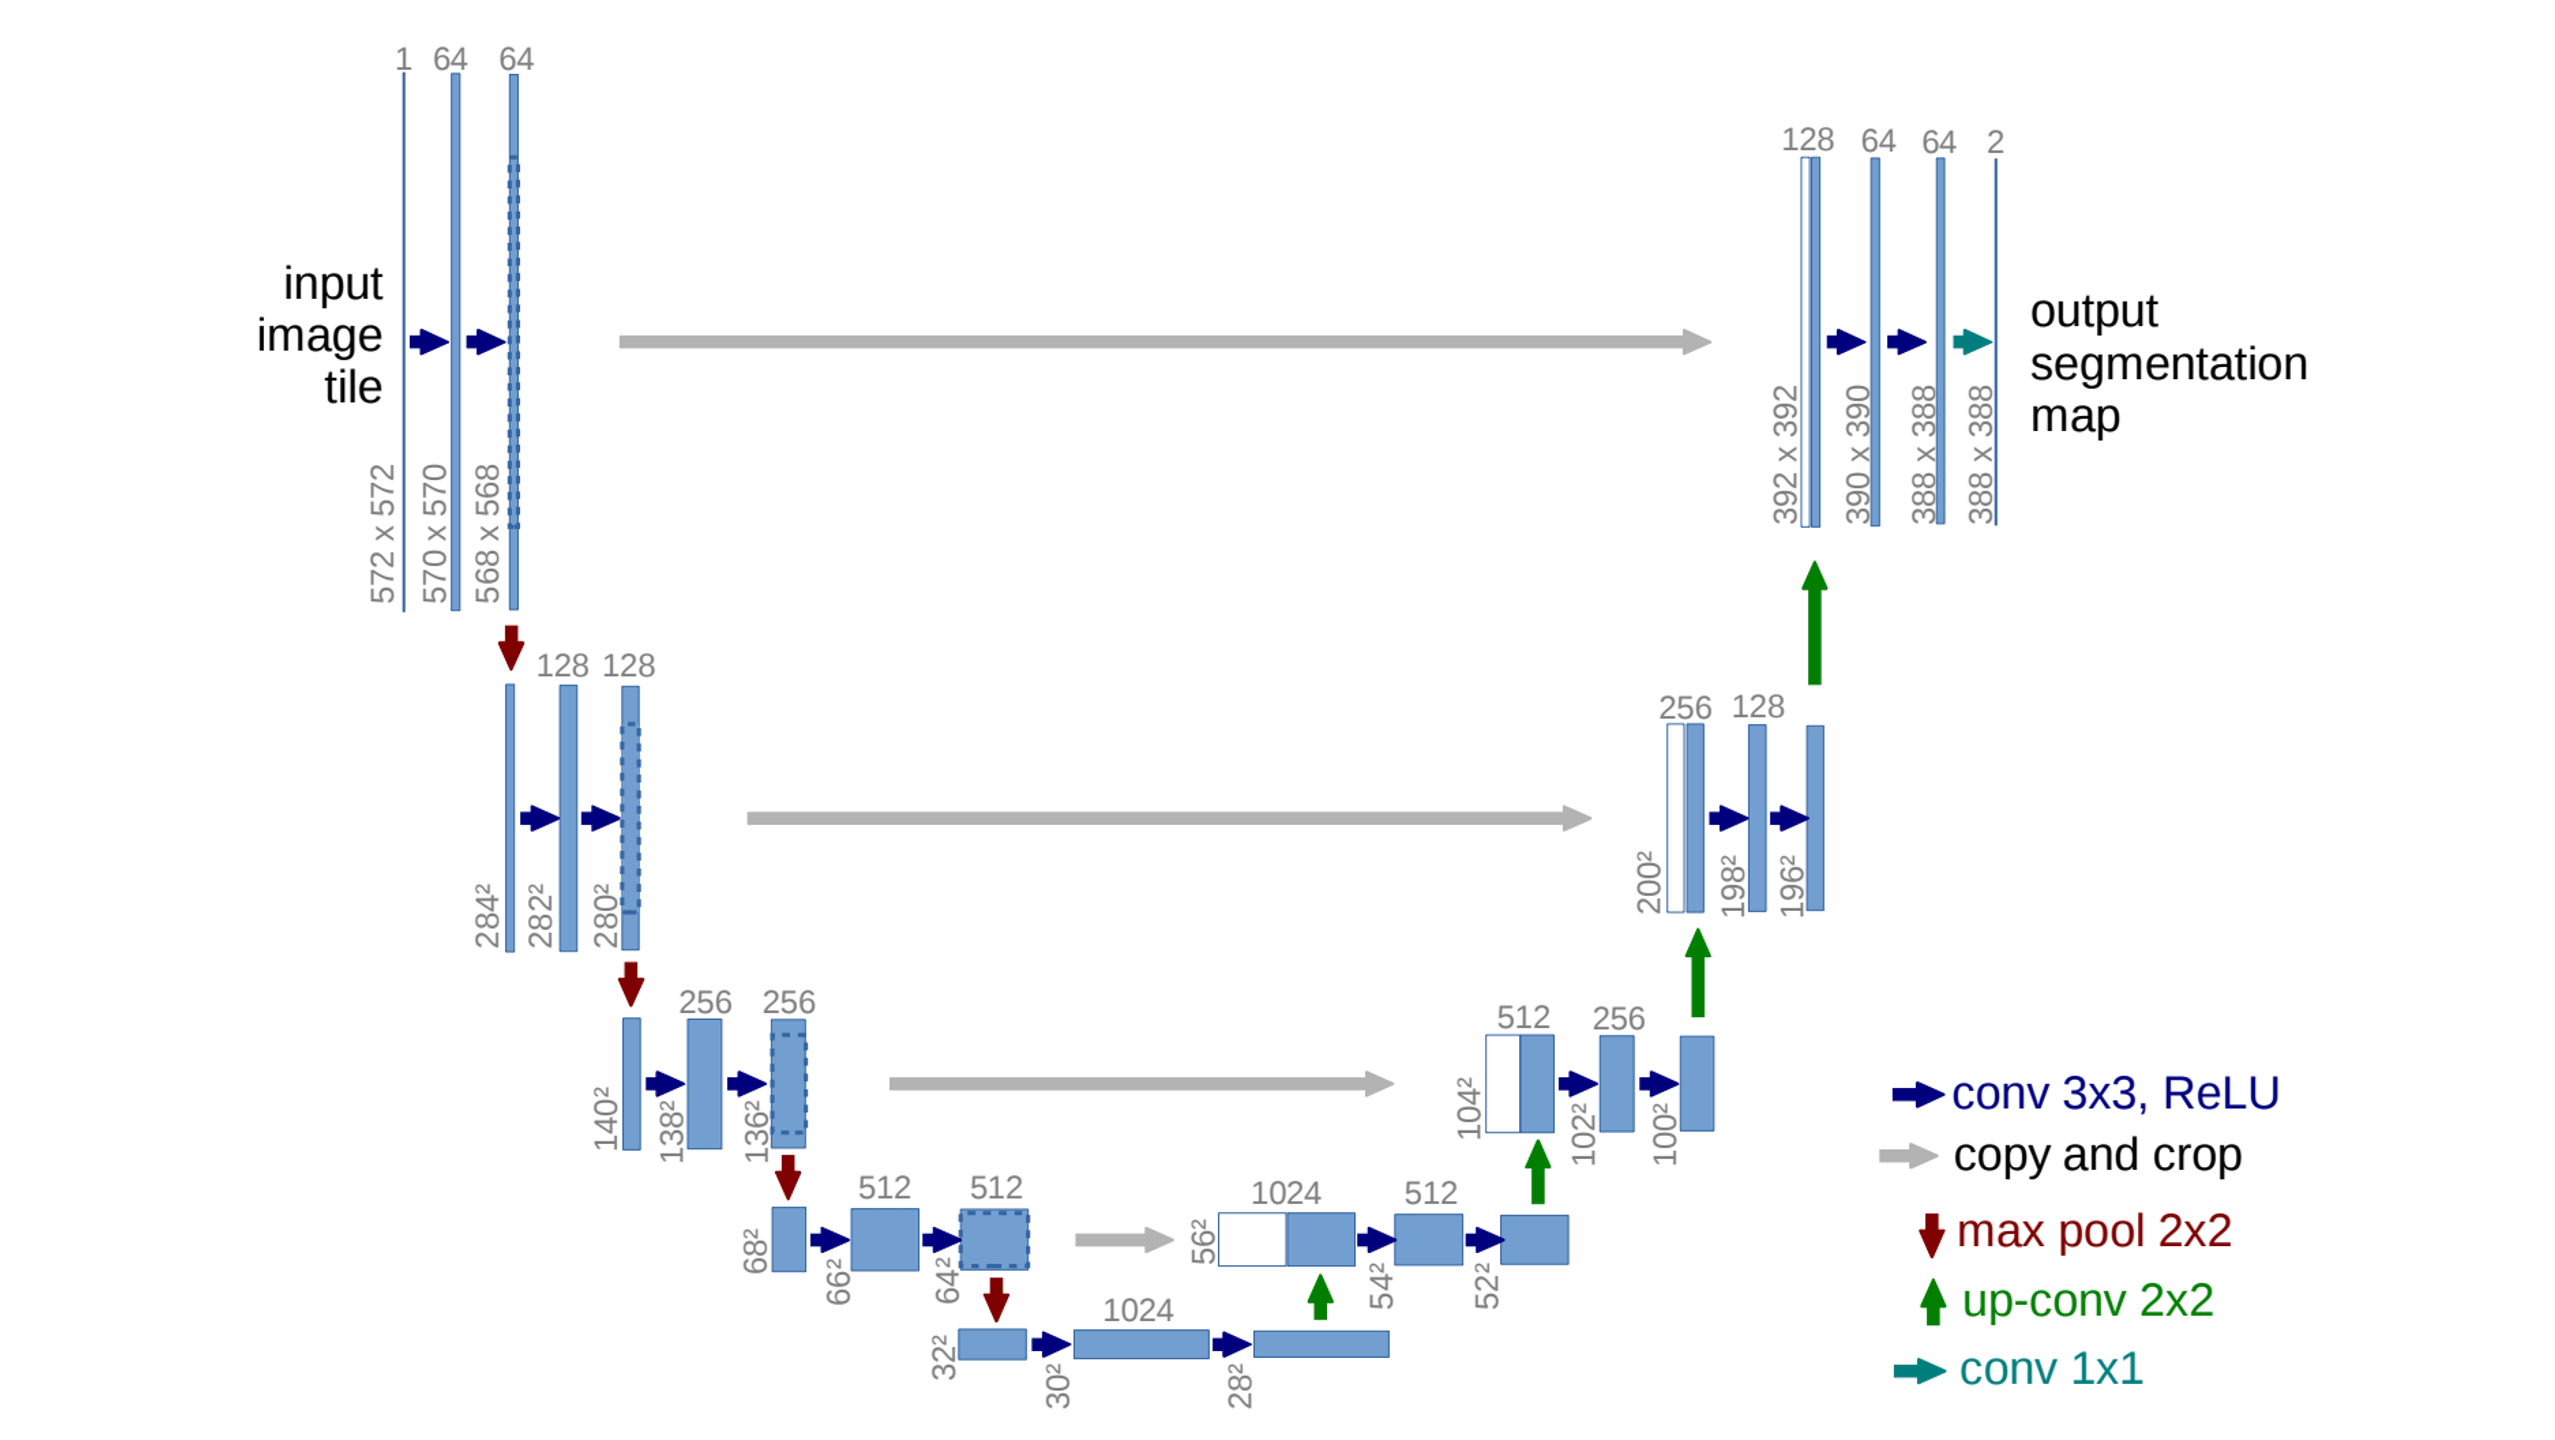 1 64 64
input
image
tile
572 x 572
570 x 570
568 x 568
128 64 64 2
output
segmentation
map
392 x 392
390 x 390
388 x 388
388 x 388
128 128
284²
282²
280²
256 128
200²
198²
196²
256 256
140²
138²
136²
512 256
104²
102²
100²
512 512
68²
66²
64²
1024 512
56²
54²
52²
1024
32²
30²
28²
conv 3x3, ReLU
copy and crop
max pool 2x2
up-conv 2x2
conv 1x1